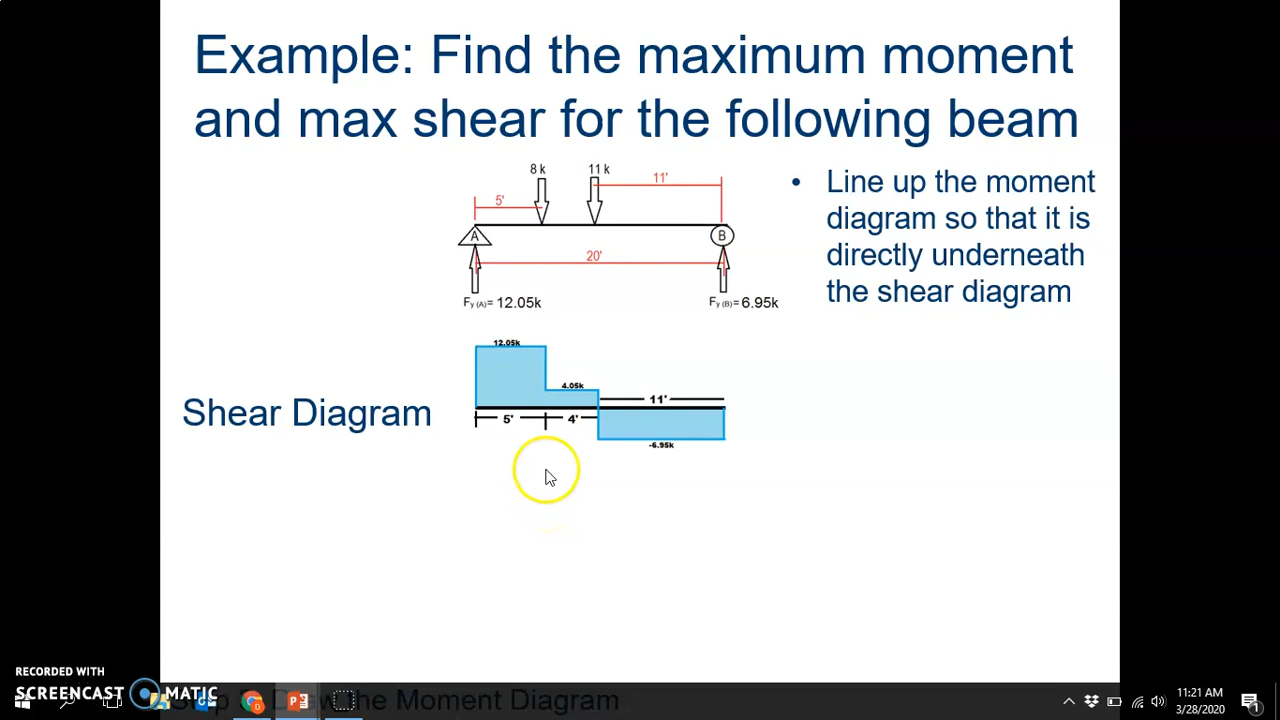 Example: Find the maximum moment
and max shear for the following beam
8 k
11 k
11'
5'
A
B
20'
Fy (A)= 12.05k
Fy (B)= 6.95k
• Line up the moment
diagram so that it is
directly underneath
the shear diagram
Shear Diagram
12.05k
4.05k
11'
5'
4'
-6.95k
the Moment Diagram
RECORDED WITH
SCREENCAST MATIC
11:21 AM
3/28/2020